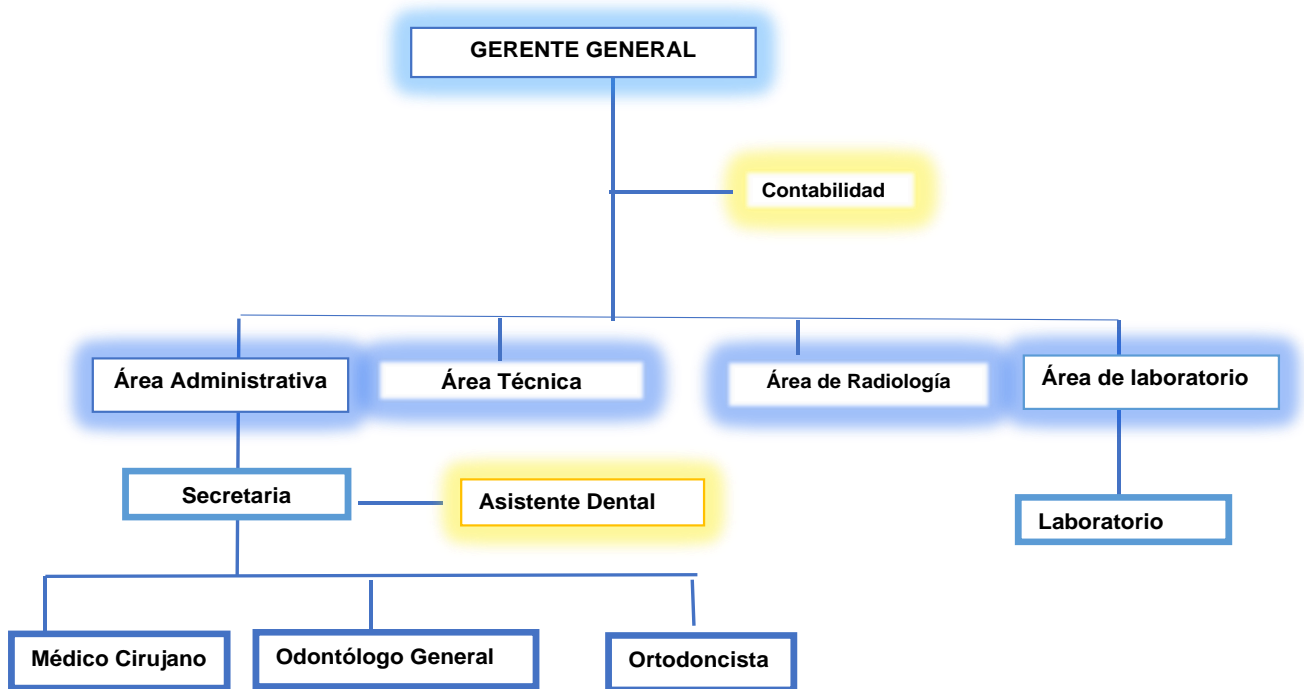 GERENTE GENERAL
Contabilidad
Área Administrativa
Área Técnica
Área de Radiología
Área de laboratorio
Secretaria
Asistente Dental
Laboratorio
Médico Cirujano
Odontólogo General
Ortodoncista